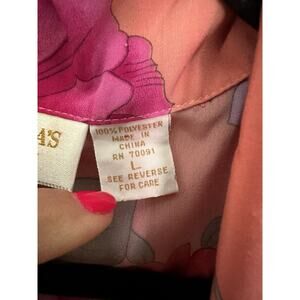 A'S
100% POLYESTER
MADE IN
CHINA
RN 70091
L
SEE REVERSE
FOR CARE